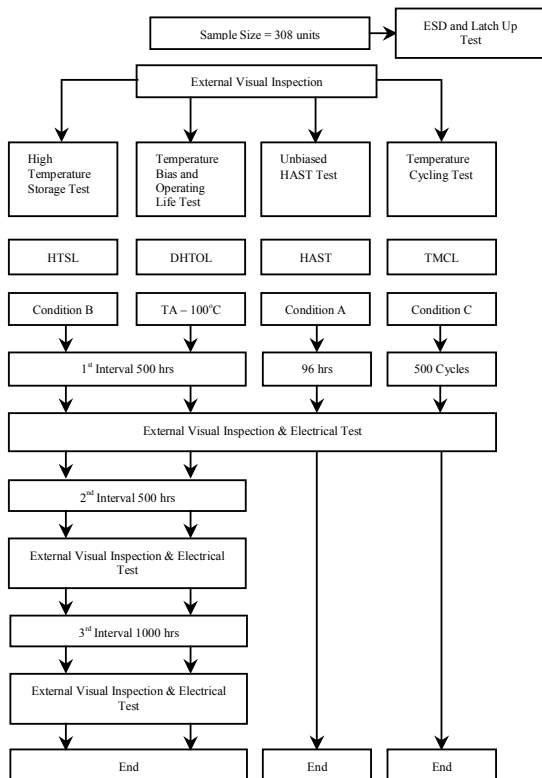 Sample Size = 308 units
ESD and Latch Up
Test
External Visual Inspection
High
Temperature
Storage Test
Temperature
Bias and
Operating
Life Test
Unbiased
HAST Test
Temperature
Cycling Test
HTSL
DHTOL
HAST
TMCL
Condition B
TA – 100°C
Condition A
Condition C
1st Interval 500 hrs
96 hrs
500 Cycles
External Visual Inspection & Electrical Test
2nd Interval 500 hrs
External Visual Inspection & Electrical
Test
3rd Interval 1000 hrs
External Visual Inspection & Electrical
Test
End
End
End